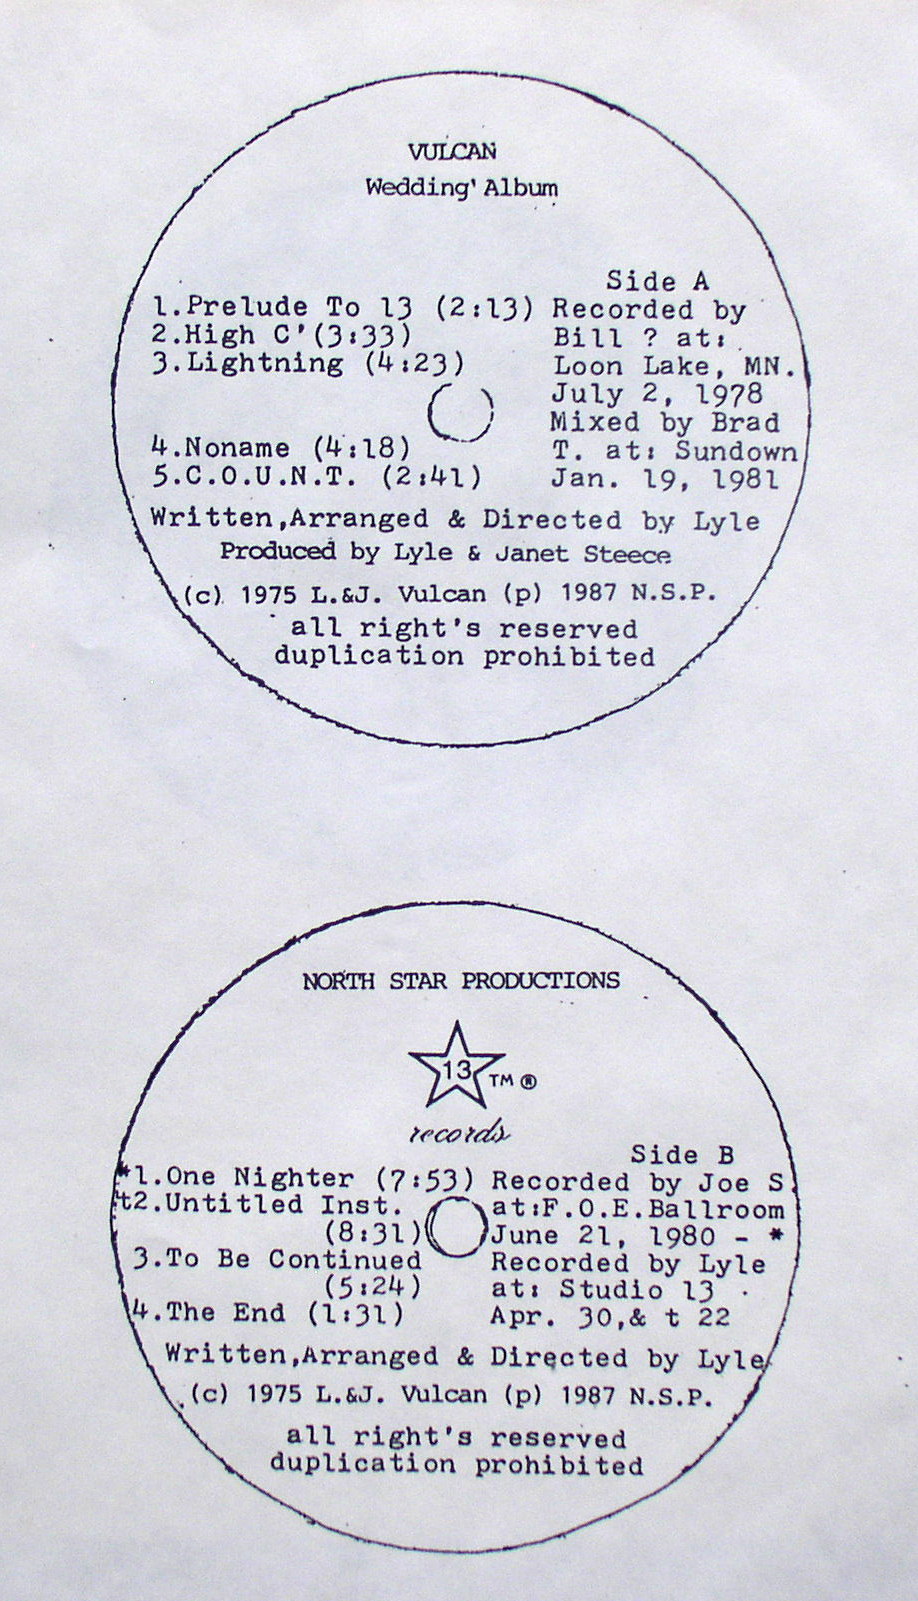 VULCAN
Wedding' Album
Side A
1.Prelude To 13 (2:13) Recorded by
2.High C'(3:33) Bill ? at:
3.Lightning (4:23) Loon Lake, MN.
July 2, 1978
Mixed by Brad
4.Noname (4:18) T. at: Sundown
5.C.O.U.N.T. (2:41) Jan. 19, 1981
Written,Arranged & Directed by Lyle
Produced by Lyle & Janet Steece
(c) 1975 L.&J. Vulcan (p) 1987 N.S.P.
all right's reserved
duplication prohibited
NORTH STAR PRODUCTIONS
13 TM ®
records
Side B
*1.One Nighter (7:53) Recorded by Joe S.
t2.Untitled Inst. at:F.O.E.Ballroom
(8:31) June 21, 1980 - *
3.To Be Continued Recorded by Lyle
(5:24) at: Studio 13
4.The End (1:31) Apr. 30,& t 22
Written,Arranged & Directed by Lyle
(c) 1975 L.&J. Vulcan (p) 1987 N.S.P.
all right's reserved
duplication prohibited